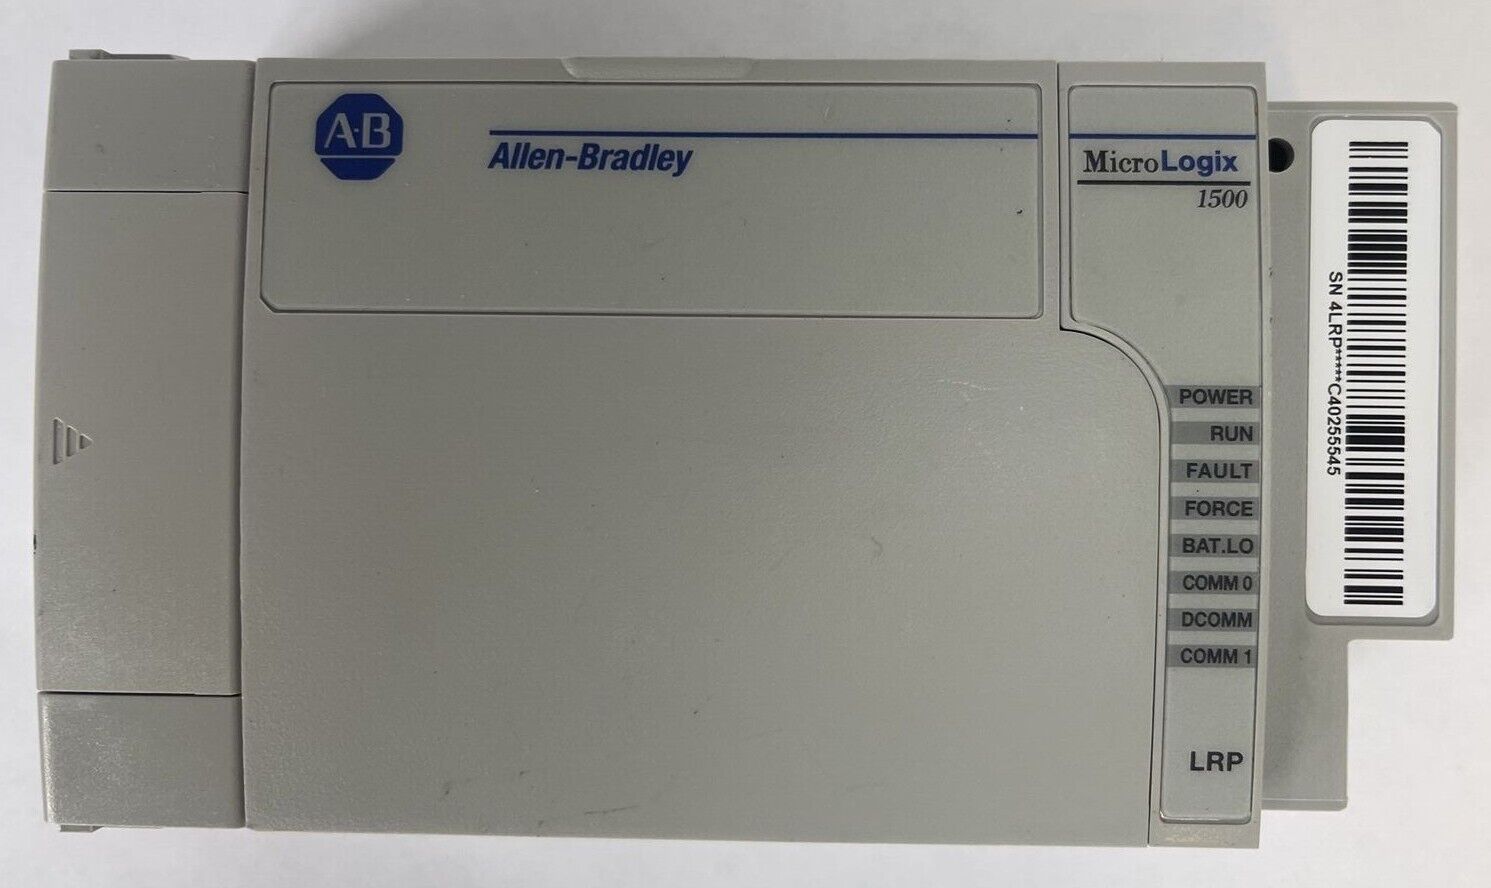 A-B
Allen-Bradley
MicroLogix
1500
POWER
RUN
FAULT
FORCE
BAT.LO
COMM 0
DCOMM
COMM 1
LRP
SN 4LRP*****C40255545